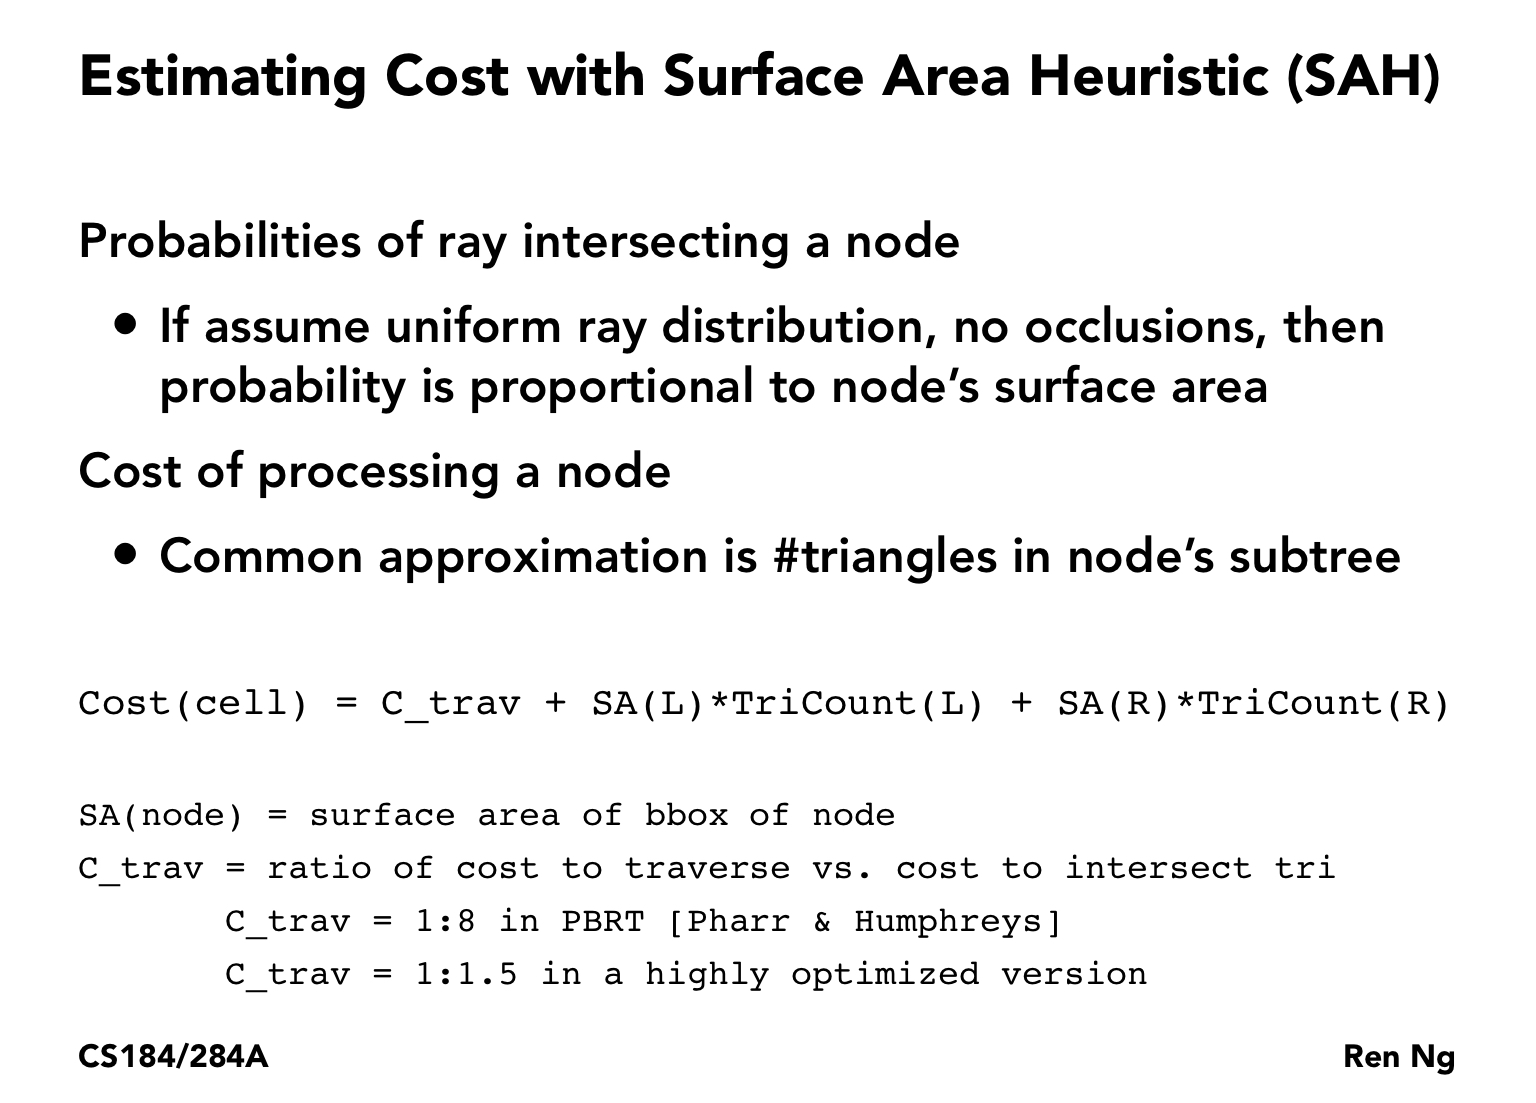 Estimating Cost with Surface Area Heuristic (SAH)
Probabilities of ray intersecting a node
• If assume uniform ray distribution, no occlusions, then
probability is proportional to node’s surface area
Cost of processing a node
• Common approximation is #triangles in node’s subtree
Cost(cell) = C_trav + SA(L)*TriCount(L) + SA(R)*TriCount(R)
SA(node) = surface area of bbox of node
C_trav = ratio of cost to traverse vs. cost to intersect tri
C_trav = 1:8 in PBRT [Pharr & Humphreys]
C_trav = 1:1.5 in a highly optimized version
CS184/284A
Ren Ng